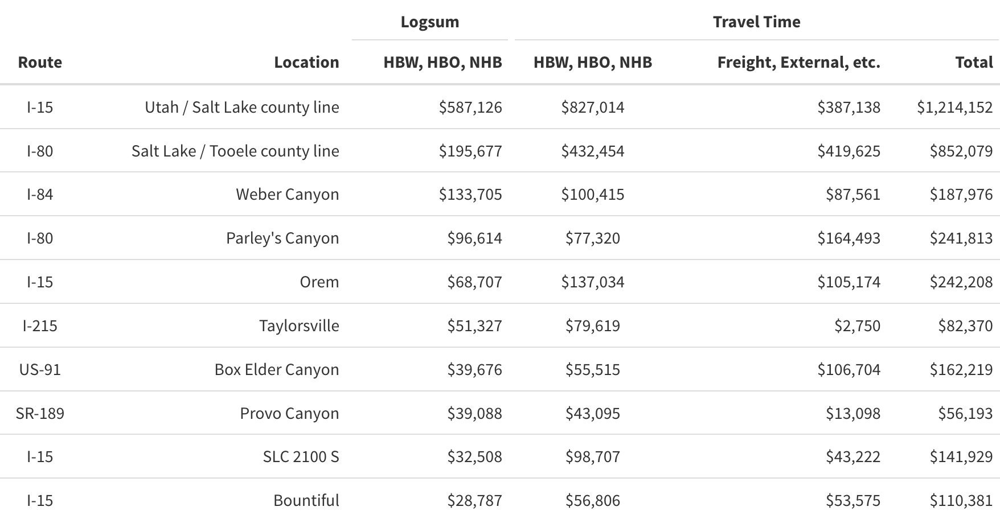 Logsum Travel Time
Route Location HBW, HBO, NHB HBW, HBO, NHB Freight, External, etc. Total
I-15 Utah / Salt Lake county line $587,126 $827,014 $387,138 $1,214,152
I-80 Salt Lake / Tooele county line $195,677 $432,454 $419,625 $852,079
I-84 Weber Canyon $133,705 $100,415 $87,561 $187,976
I-80 Parley's Canyon $96,614 $77,320 $164,493 $241,813
I-15 Orem $68,707 $137,034 $105,174 $242,208
I-215 Taylorsville $51,327 $79,619 $2,750 $82,370
US-91 Box Elder Canyon $39,676 $55,515 $106,704 $162,219
SR-189 Provo Canyon $39,088 $43,095 $13,098 $56,193
I-15 SLC 2100 S $32,508 $98,707 $43,222 $141,929
I-15 Bountiful $28,787 $56,806 $53,575 $110,381